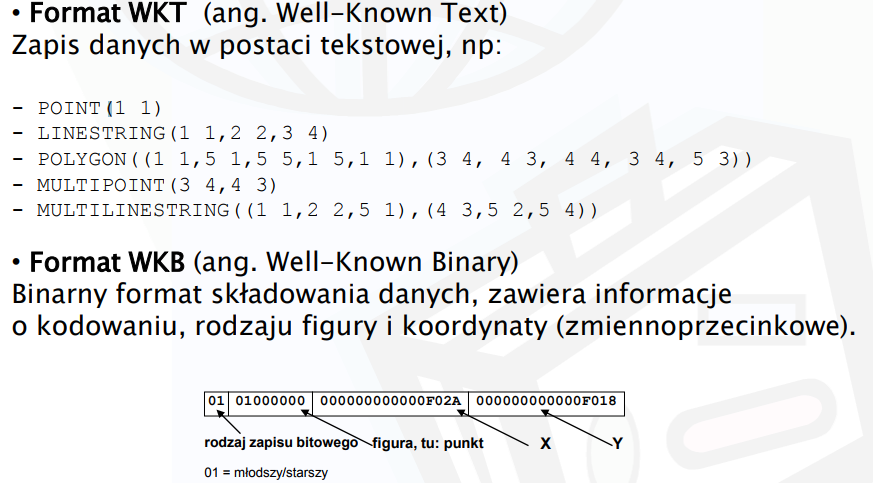 • Format WKT (ang. Well-Known Text)
Zapis danych w postaci tekstowej, np:
- POINT(1 1)
- LINESTRING(1 1,2 2,3 4)
- POLYGON((1 1,5 1,5 5,1 5,1 1),(3 4, 4 3, 4 4, 3 4, 5 3))
- MULTIPOINT(3 4,4 3)
- MULTILINESTRING((1 1,2 2,5 1),(4 3,5 2,5 4))
• Format WKB (ang. Well-Known Binary)
Binarny format składowania danych, zawiera informacje
o kodowaniu, rodzaju figury i koordynaty (zmiennoprzecinkowe).
01 01000000 000000000000F02A 000000000000F018
rodzaj zapisu bitowego figura, tu: punkt X Y
01 = młodszy/starszy